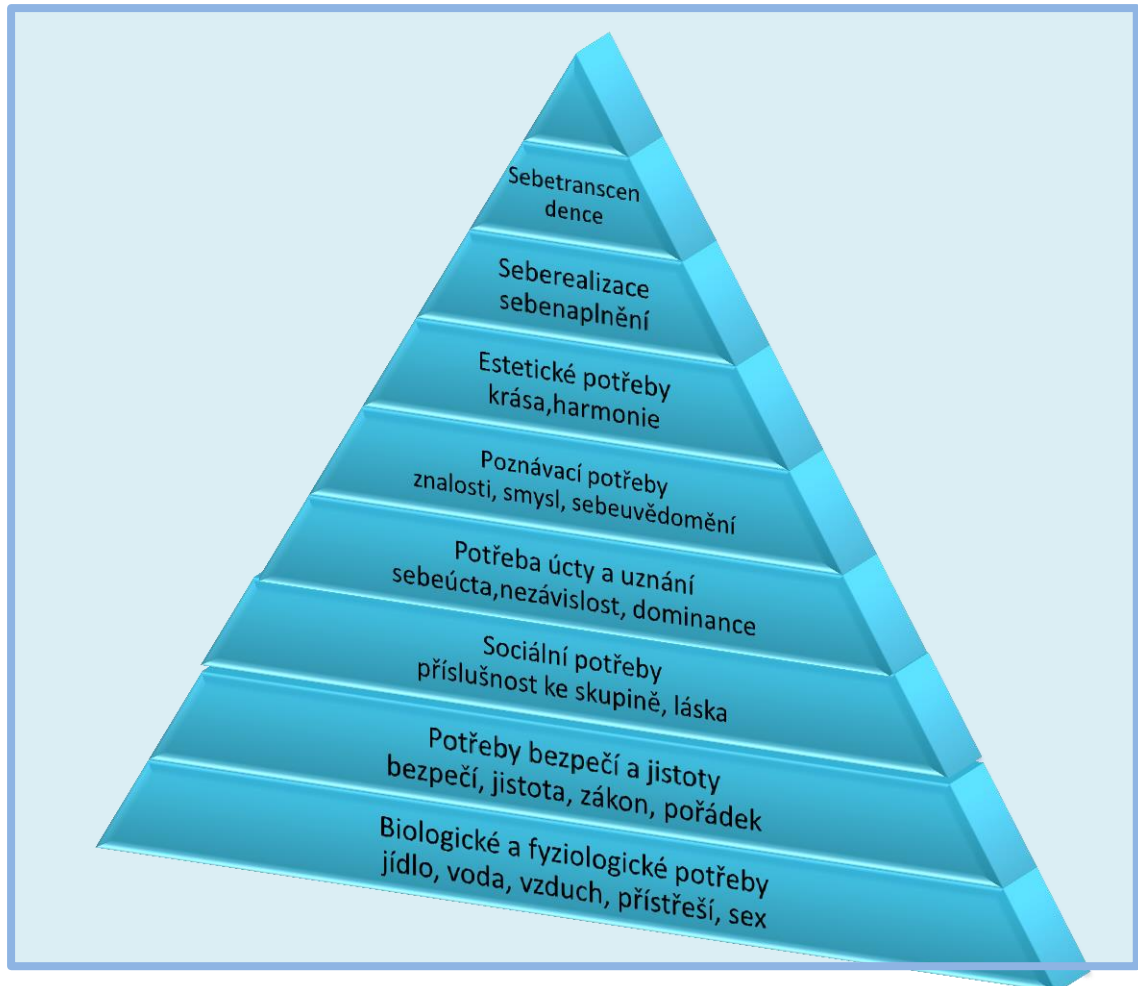 Sebetranscen
dence
Seberealizace
sebenaplnění
Estetické potřeby
krása,harmonie
Poznávací potřeby
znalosti, smysl, sebeuvědomění
Potřeba úcty a uznání
sebeúcta,nezávislost, dominance
Sociální potřeby
příslušnost ke skupině, láska
Potřeby bezpečí a jistoty
bezpečí, jistota, zákon, pořádek
Biologické a fyziologické potřeby
jídlo, voda, vzduch, přístřeší, sex